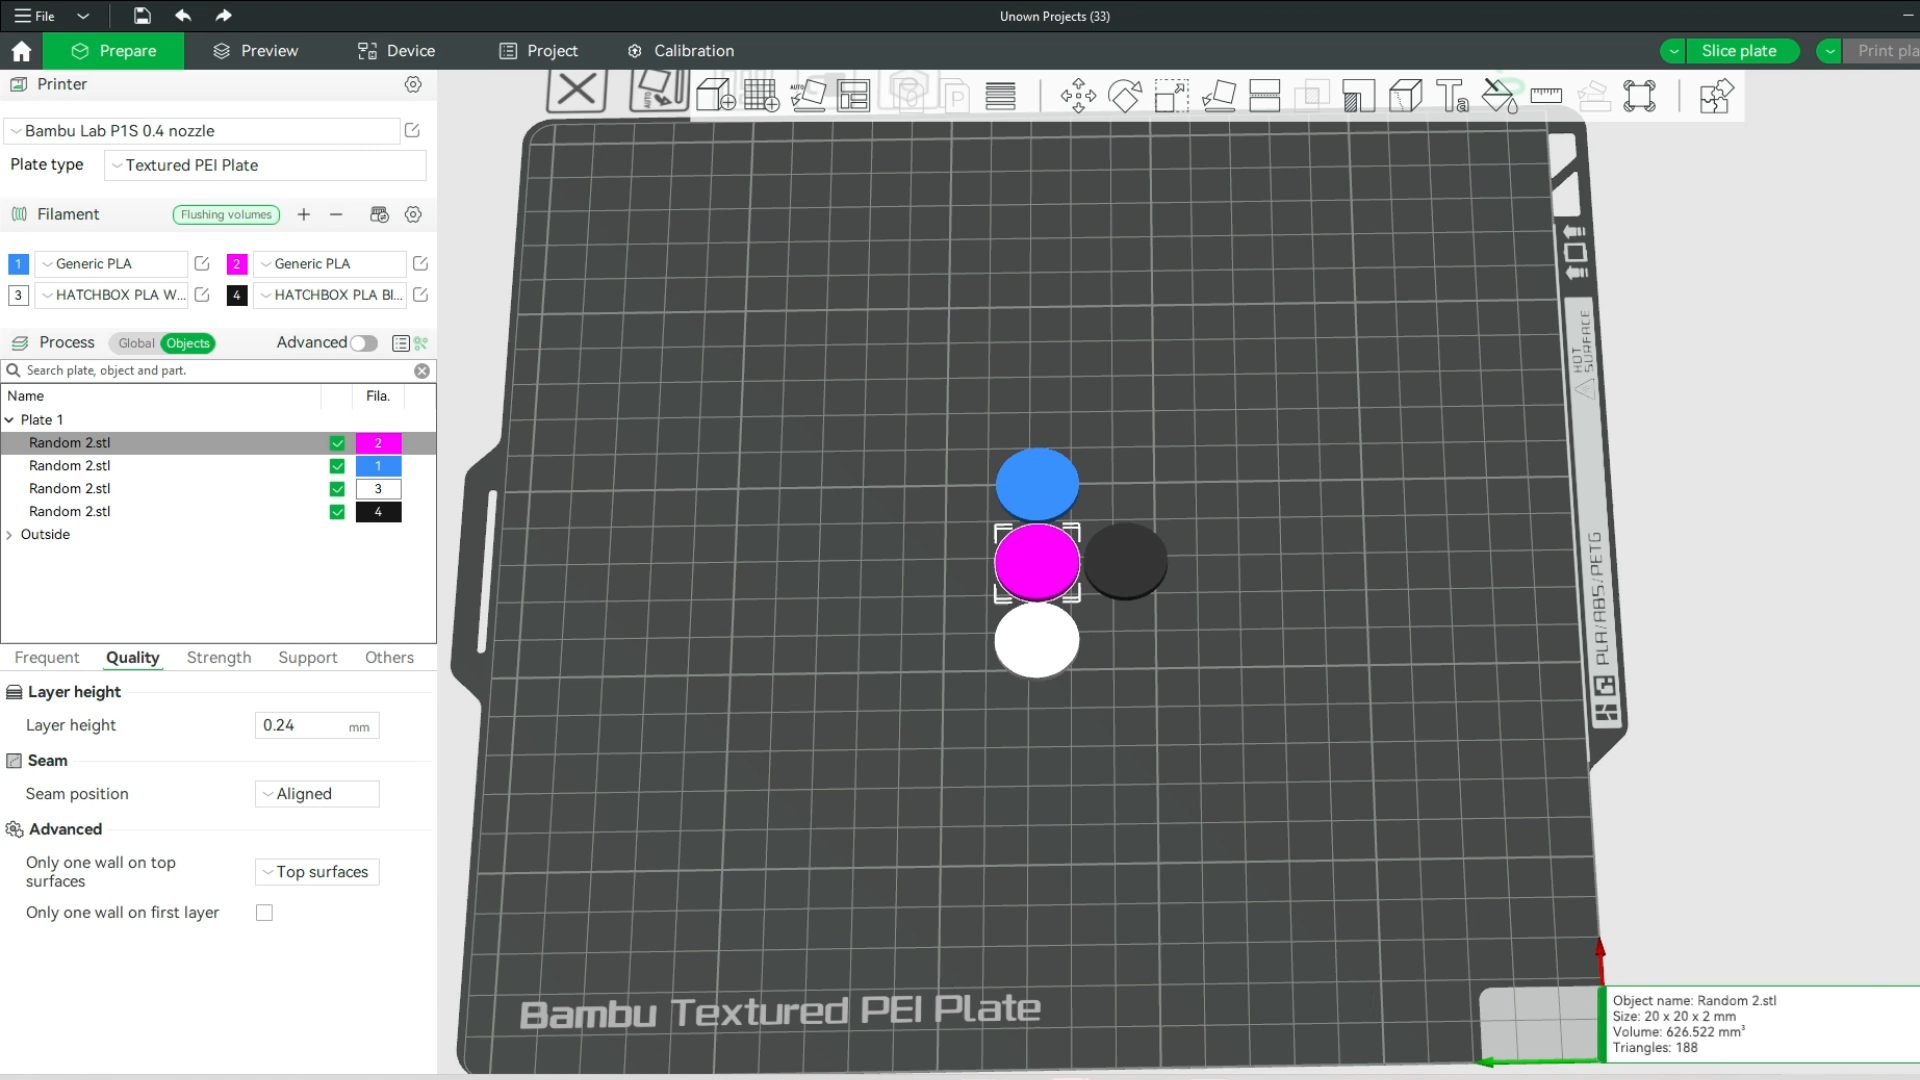 File
Unown Projects (33)
Prepare
Preview
Device
Project
Calibration
Slice plate
Print pla
Printer
Bambu Lab P1S 0.4 nozzle
Plate type
Textured PEI Plate
Filament
Flushing volumes
1
Generic PLA
2
Generic PLA
3
HATCHBOX PLA W...
4
HATCHBOX PLA Bl...
Process
Global
Objects
Advanced
Search plate, object and part.
Name
Fila.
Plate 1
Random 2.stl
2
Random 2.stl
1
Random 2.stl
3
Random 2.stl
4
Outside
Frequent
Quality
Strength
Support
Others
Layer height
Layer height
0.24
mm
Seam
Seam position
Aligned
Advanced
Only one wall on top
surfaces
Top surfaces
Only one wall on first layer
AUTO
AUTO
P
Ta
HOT
SURFACE
PLA/ABS/PETG
Bambu Textured PEI Plate
Object name: Random 2.stl
Size: 20 x 20 x 2 mm
Volume: 626.522 mm³
Triangles: 188